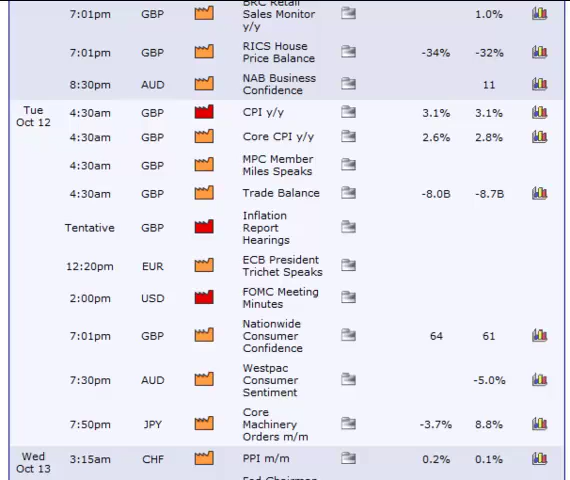 BRC Retail
7:01pm GBP Sales Monitor 1.0%
y/y
7:01pm GBP RICS House -34% -32%
Price Balance
8:30pm AUD NAB Business 11
Confidence
Tue 4:30am GBP CPI y/y 3.1% 3.1%
Oct 12
4:30am GBP Core CPI y/y 2.6% 2.8%
4:30am GBP MPC Member
Miles Speaks
4:30am GBP Trade Balance -8.0B -8.7B
Inflation
Tentative GBP Report
Hearings
12:20pm EUR ECB President
Trichet Speaks
2:00pm USD FOMC Meeting
Minutes
Nationwide
7:01pm GBP Consumer 64 61
Confidence
Westpac
7:30pm AUD Consumer -5.0%
Sentiment
Core
7:50pm JPY Machinery -3.7% 8.8%
Orders m/m
Wed 3:15am CHF PPI m/m 0.2% 0.1%
Oct 13
Fed Chairman